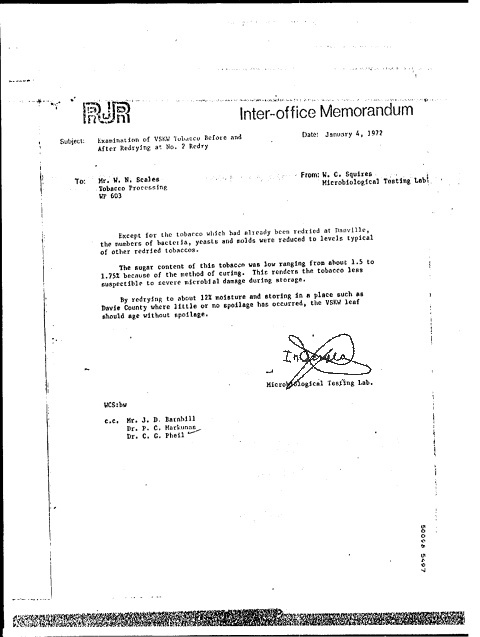 RJR
Inter-office Memorandum
Subject: Examination of VSKW Tobacco Before and
After Redrying at No. 2 Redry
Date: January 4, 1972
To: Mr. W. N. Scales
Tobacco Processing
WF 603
From: W. C. Squires
Microbiological Testing Lab.
Except for the tobacco which had already been redried at Danville,
the numbers of bacteria, yeasts and molds were reduced to levels typical
of other redried tobaccos.
The sugar content of this tobacco was low ranging from about 1.5 to
1.75% because of the method of curing. This renders the tobacco less
suspectible to severe microbial damage during storage.
By redrying to about 12% moisture and storing in a place such as
Davie County where little or no spoilage has occurred, the VSKW leaf
should age without spoilage.
Microbiological Testing Lab.
WCS:bw
c.c. Mr. J. D. Barnhill
Dr. P. C. Markunas
Dr. C. G. Pheil